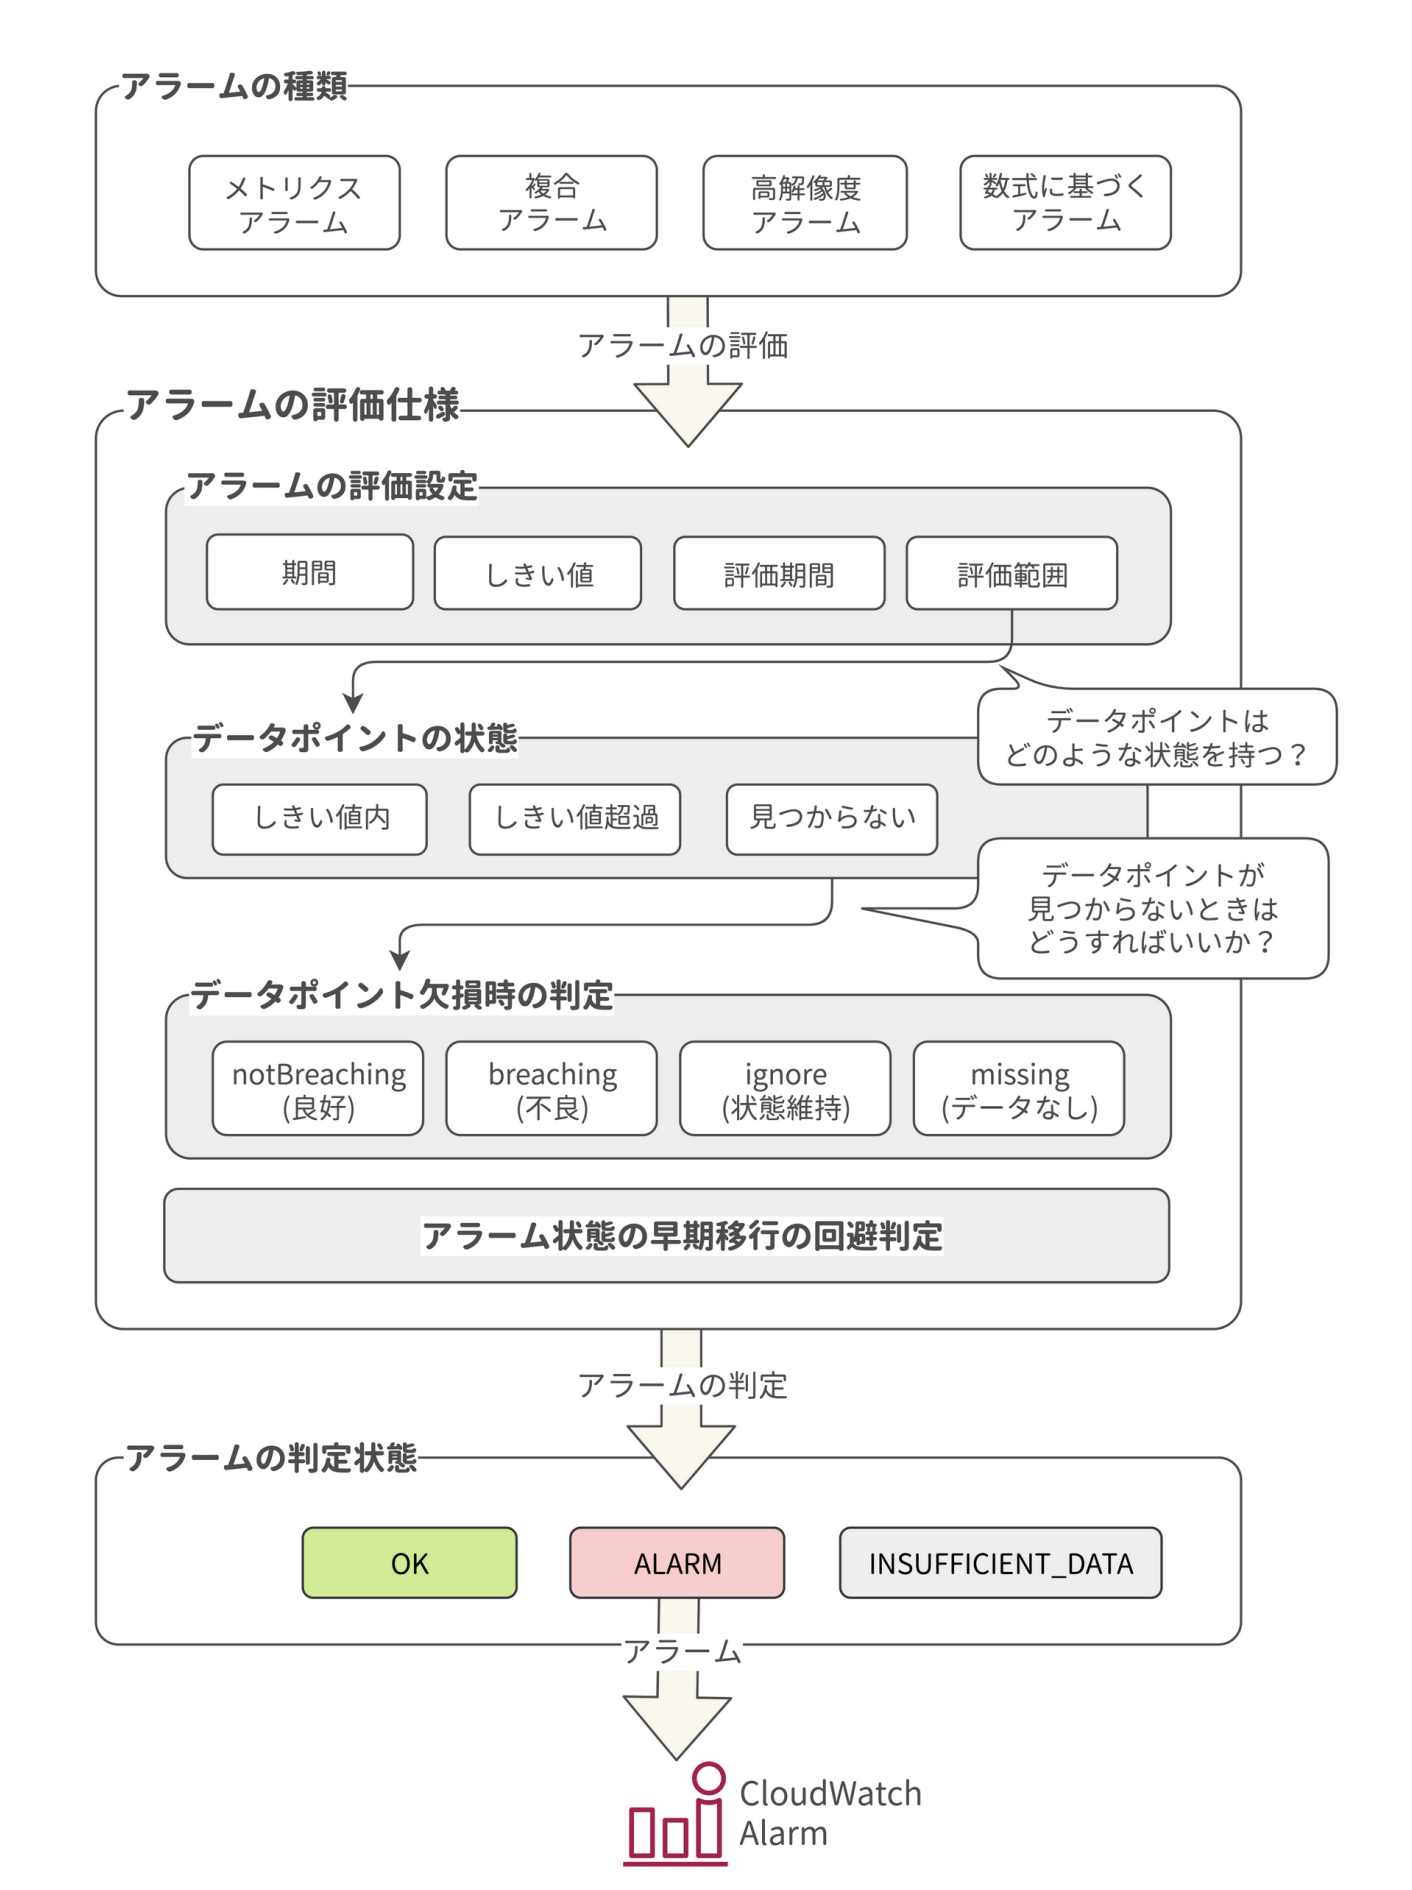 アラームの種類
メトリクス
アラーム
複合
アラーム
高解像度
アラーム
数式に基づく
アラーム
アラームの評価
アラームの評価仕様
アラームの評価設定
期間
しきい値
評価期間
評価範囲
データポイントは
どのような状態を持つ？
データポイントの状態
しきい値内
しきい値超過
見つからない
データポイントが
見つからないときは
どうすればいいか？
データポイント欠損時の判定
notBreaching
(良好)
breaching
(不良)
ignore
(状態維持)
missing
(データなし)
アラーム状態の早期移行の回避判定
アラームの判定
アラームの判定状態
OK
ALARM
INSUFFICIENT_DATA
アラーム
CloudWatch
Alarm